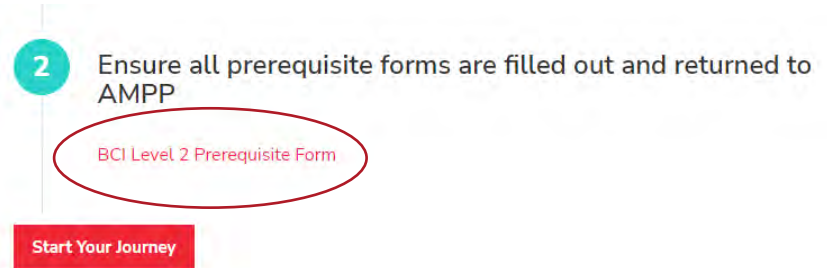 2
Ensure all prerequisite forms are filled out and returned to
AMPP
BCI Level 2 Prerequisite Form
Start Your Journey